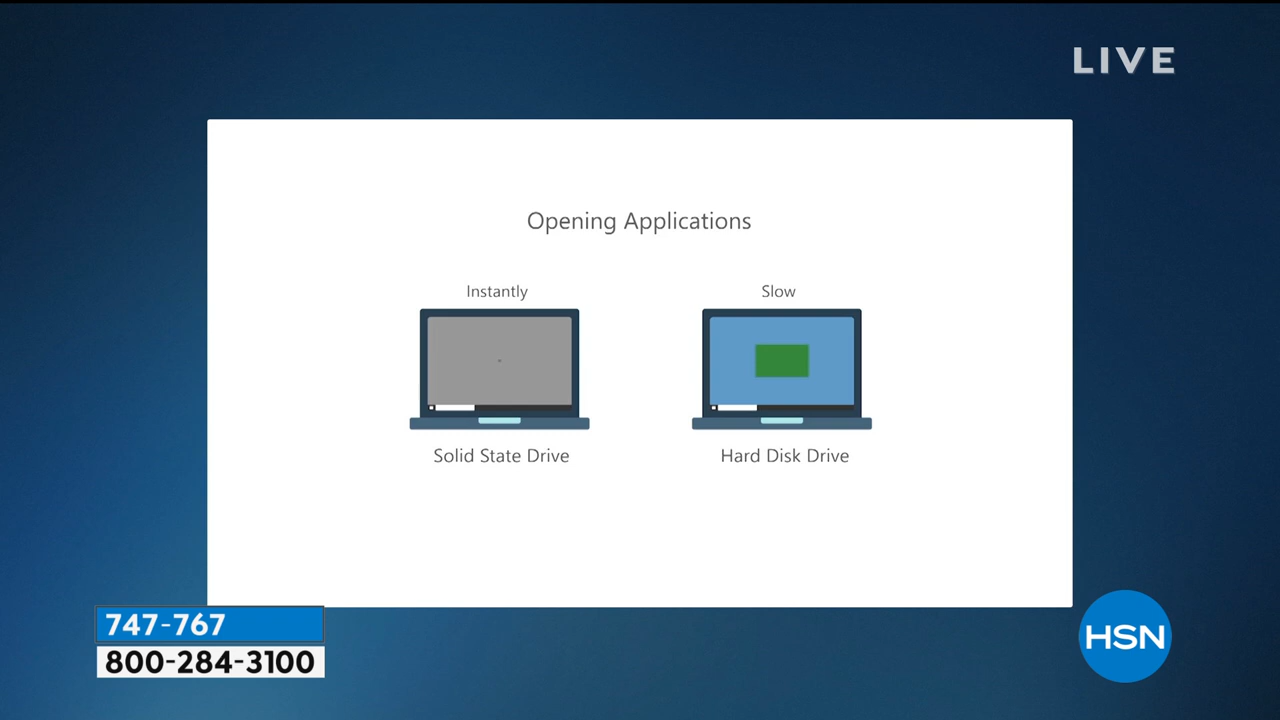 LIVE
Opening Applications
Instantly
Slow
Solid State Drive
Hard Disk Drive
747-767
800-284-3100
HSN